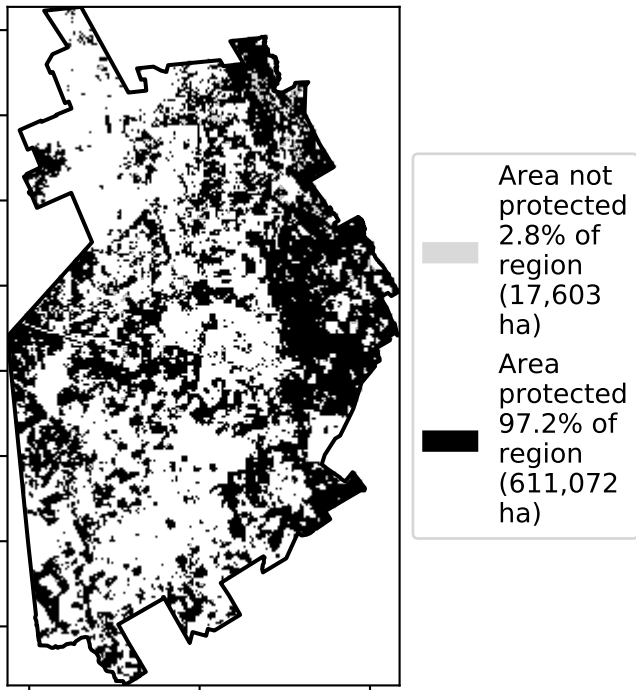 Area not
protected
2.8% of
region
(17,603
ha)
Area
protected
97.2% of
region
(611,072
ha)